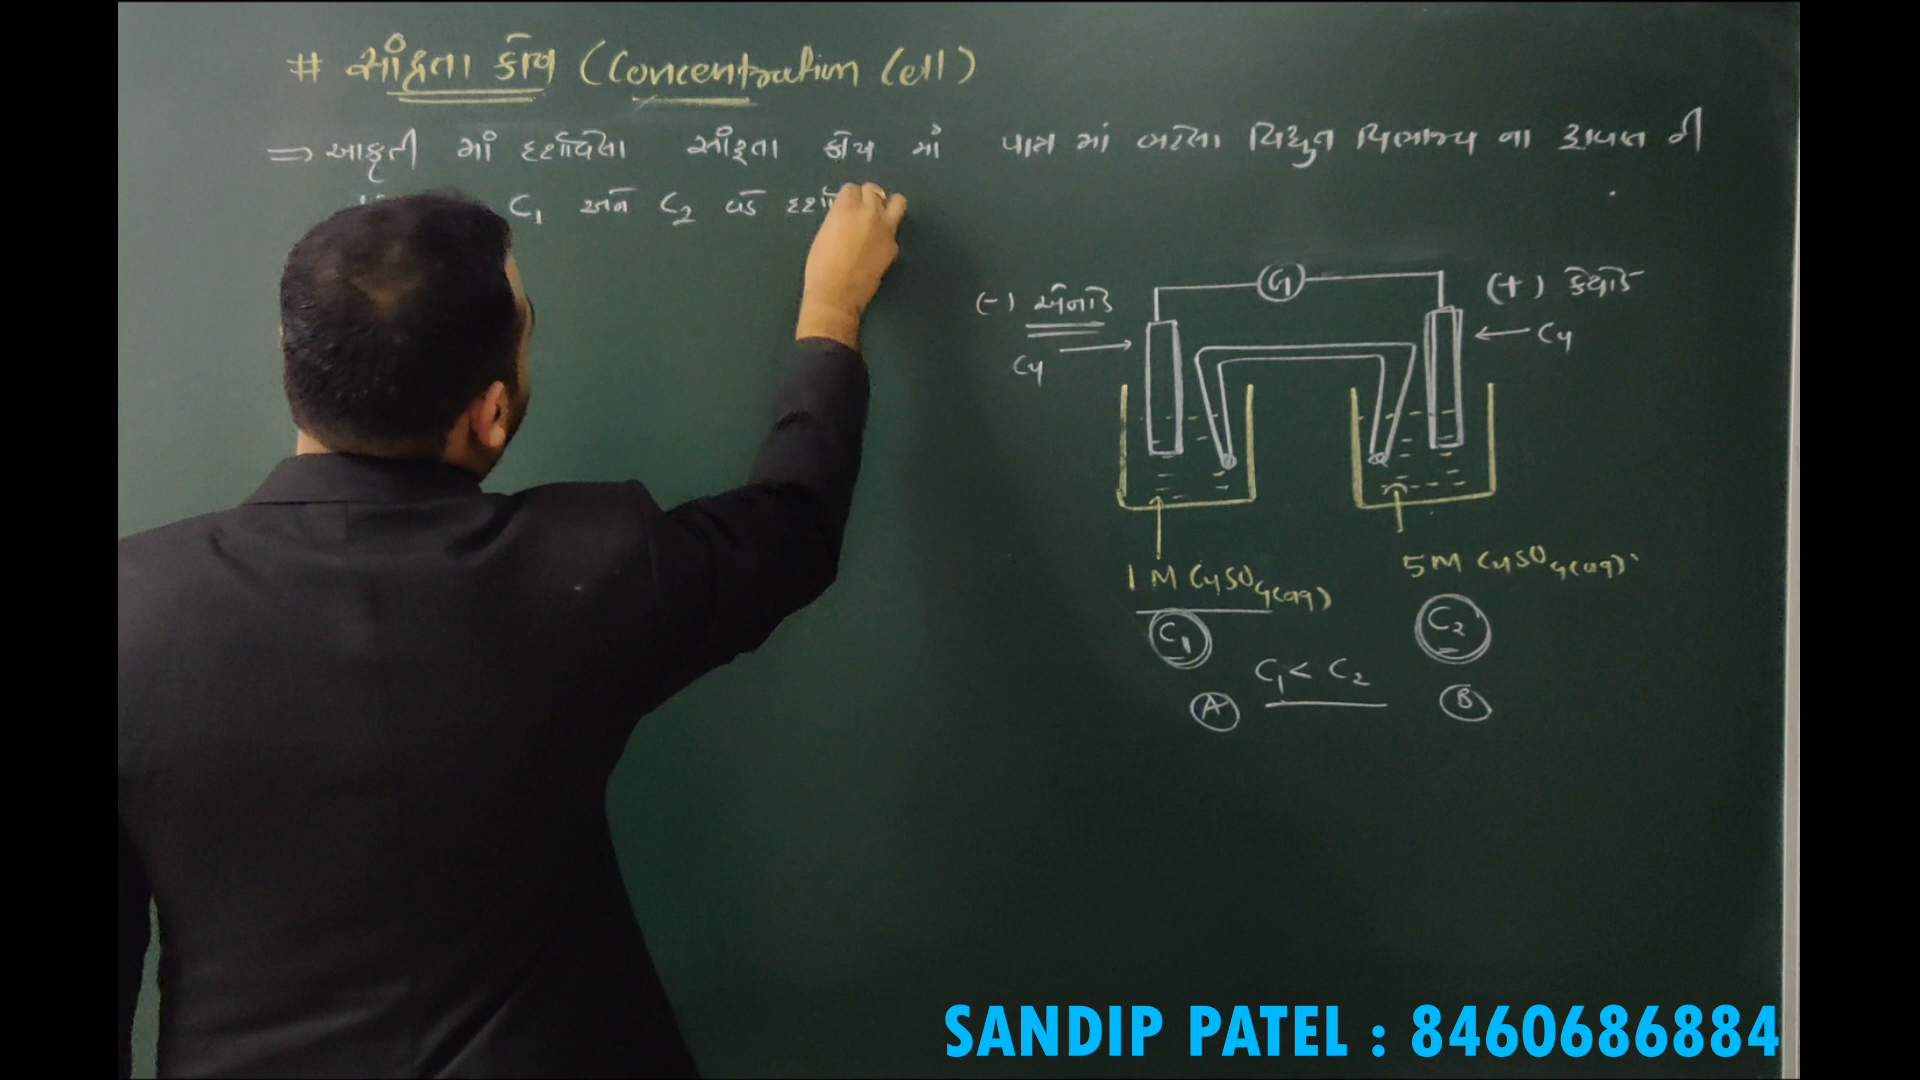 # સાંદ્રતા કોષ (Concentration Cell)
⇒ આકૃતી માં દર્શાવેલા સાંદ્રતા કોષ માં પાત્ર માં ભરેલા વિદ્યુત વિભાજ્ય ના દ્રાવણ ની
C₁ અને C₂ વડે દર્શા
G
(-) એનોડ
(+) કેથોડ
Cu
Cu
1 M CuSO₄(aq)
5 M CuSO₄(aq).
C₁
C₂
C₁ < C₂
A
B
SANDIP PATEL : 8460686884